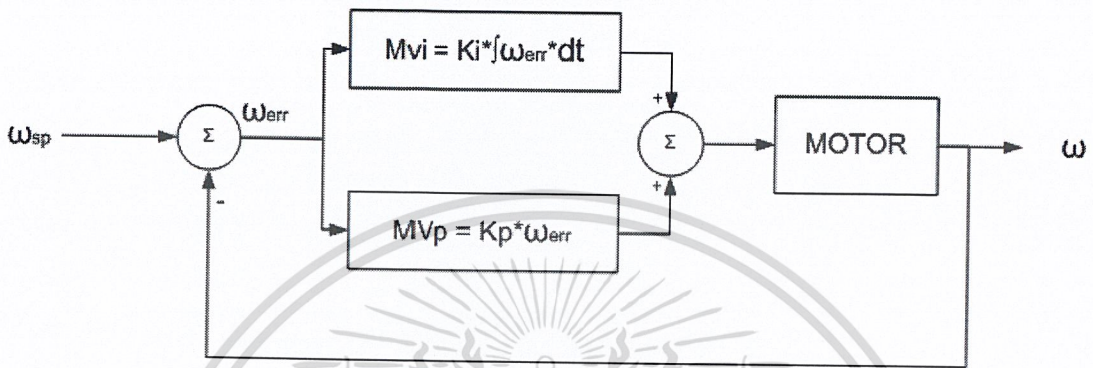 Mvi = Ki*∫ωerr*dt
ωsp
Σ
ωerr
+
Σ
+
MOTOR
ω
-
MVp = Kp*ωerr